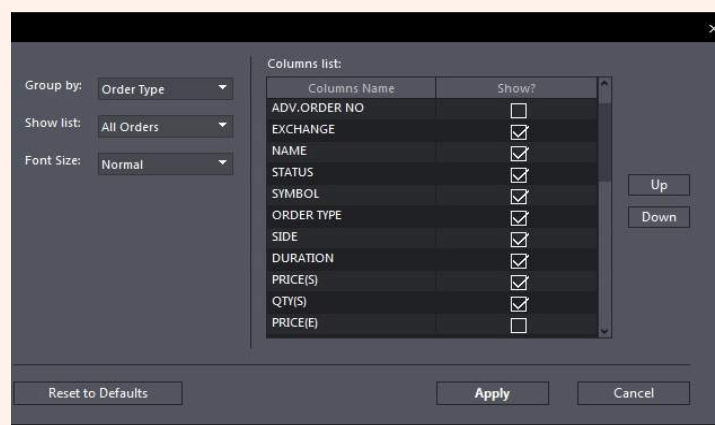 Group by: Order Type
Show list: All Orders
Font Size: Normal
Columns list:
Columns Name Show?
ADV.ORDER NO
EXCHANGE
NAME
STATUS
SYMBOL
ORDER TYPE
SIDE
DURATION
PRICE(S)
QTY(S)
PRICE(E)
Up
Down
Reset to Defaults Apply Cancel